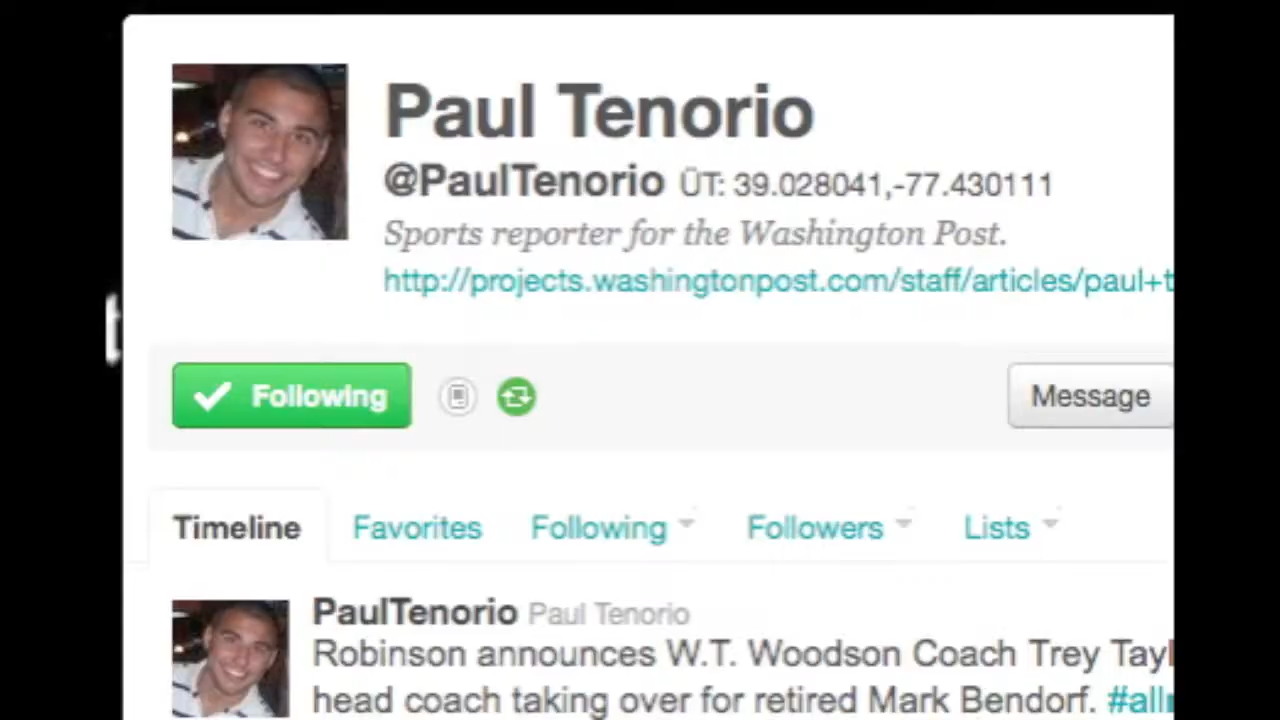 Paul Tenorio
@PaulTenorio ÜT: 39.028041,-77.430111
Sports reporter for the Washington Post.
http://projects.washingtonpost.com/staff/articles/paul+t
t
Following
Message
Timeline Favorites Following Followers Lists
PaulTenorio Paul Tenorio
Robinson announces W.T. Woodson Coach Trey Tayl
head coach taking over for retired Mark Bendorf. #allr